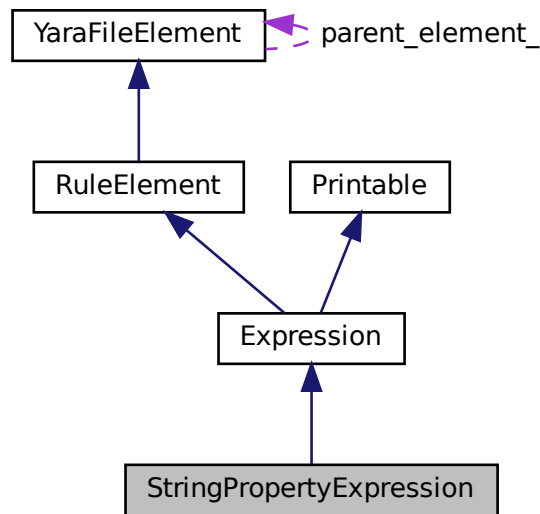 YaraFileElement
parent_element_
RuleElement
Printable
Expression
StringPropertyExpression